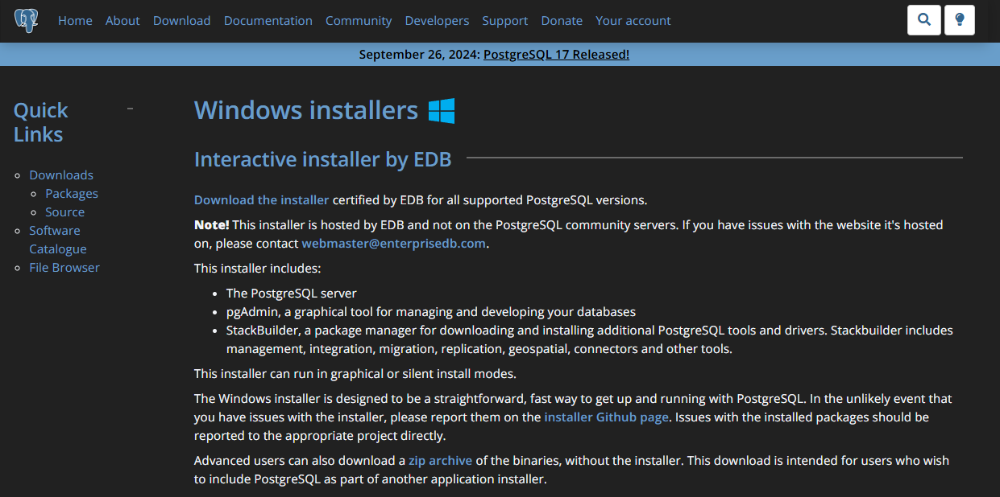 Home About Download Documentation Community Developers Support Donate Your account
September 26, 2024: PostgreSQL 17 Released!
Quick
Links
Downloads
Packages
Source
Software
Catalogue
File Browser
Windows installers
Interactive installer by EDB
Download the installer certified by EDB for all supported PostgreSQL versions.
Note! This installer is hosted by EDB and not on the PostgreSQL community servers. If you have issues with the website it's hosted
on, please contact webmaster@enterprisedb.com.
This installer includes:
The PostgreSQL server
pgAdmin, a graphical tool for managing and developing your databases
StackBuilder, a package manager for downloading and installing additional PostgreSQL tools and drivers. Stackbuilder includes
management, integration, migration, replication, geospatial, connectors and other tools.
This installer can run in graphical or silent install modes.
The Windows installer is designed to be a straightforward, fast way to get up and running with PostgreSQL. In the unlikely event that
you have issues with the installer, please report them on the installer Github page. Issues with the installed packages should be
reported to the appropriate project directly.
Advanced users can also download a zip archive of the binaries, without the installer. This download is intended for users who wish
to include PostgreSQL as part of another application installer.